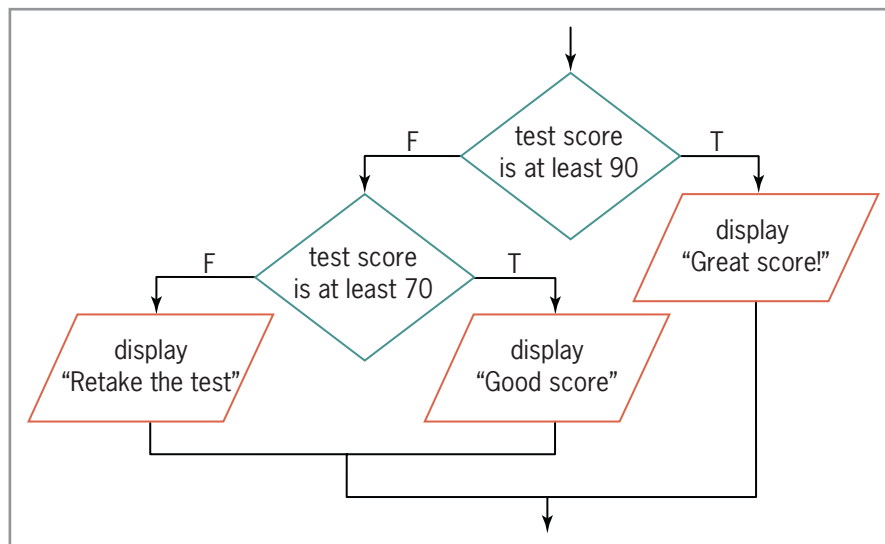 test score
is at least 90
F
T
display
“Great score!”
test score
is at least 70
F
T
display
“Retake the test”
display
“Good score”